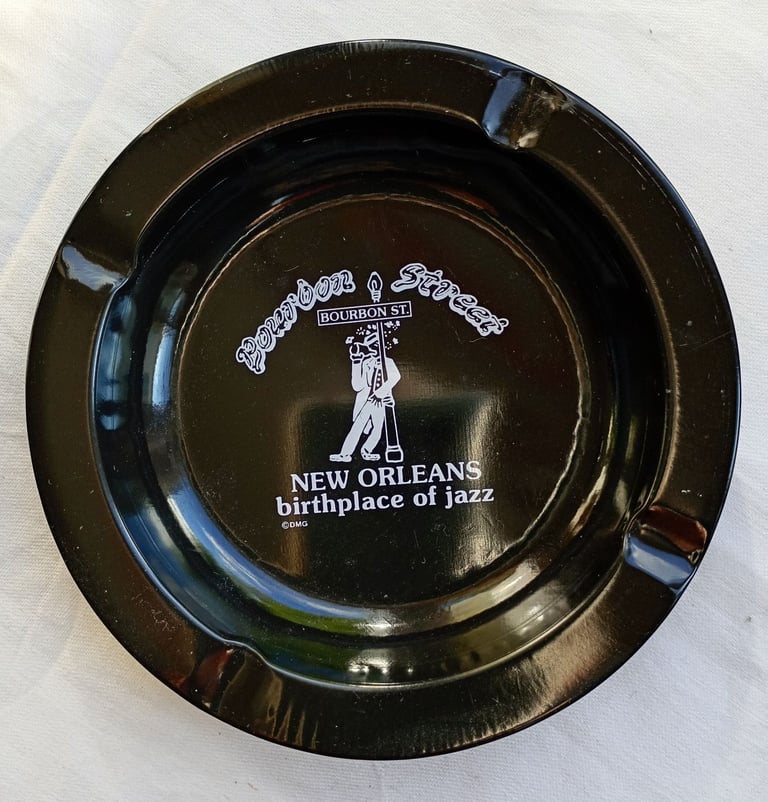 Bourbon Street
BOURBON ST.
NEW ORLEANS
birthplace of jazz
©DMG